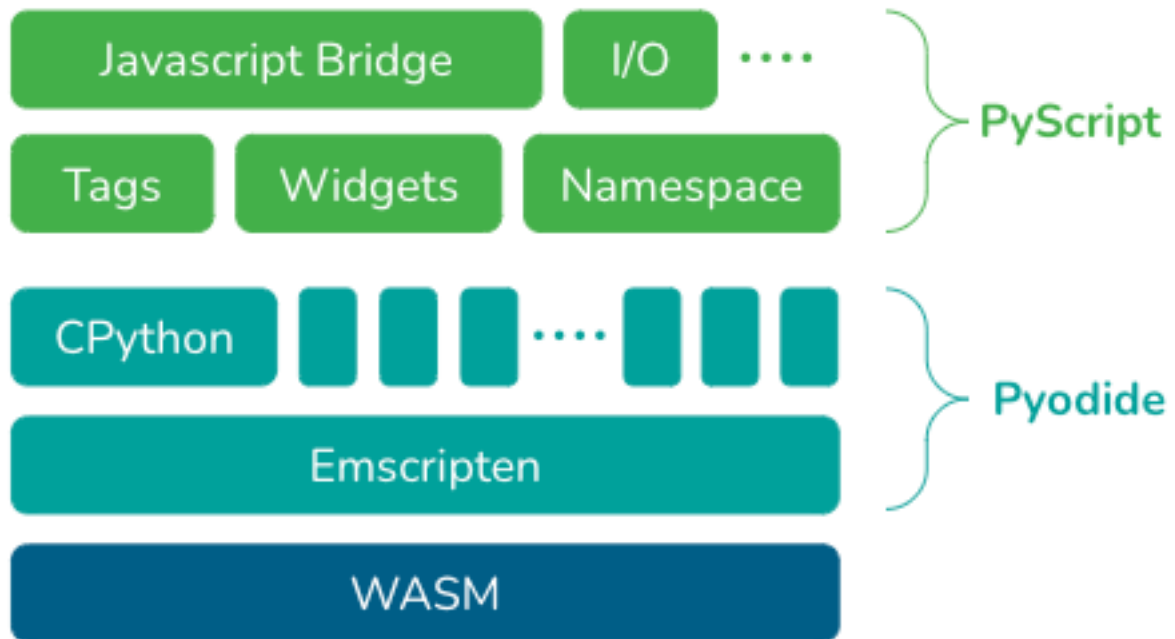 Javascript Bridge I/O ....
PyScript
Tags Widgets Namespace
CPython ....
Pyodide
Emscripten
WASM